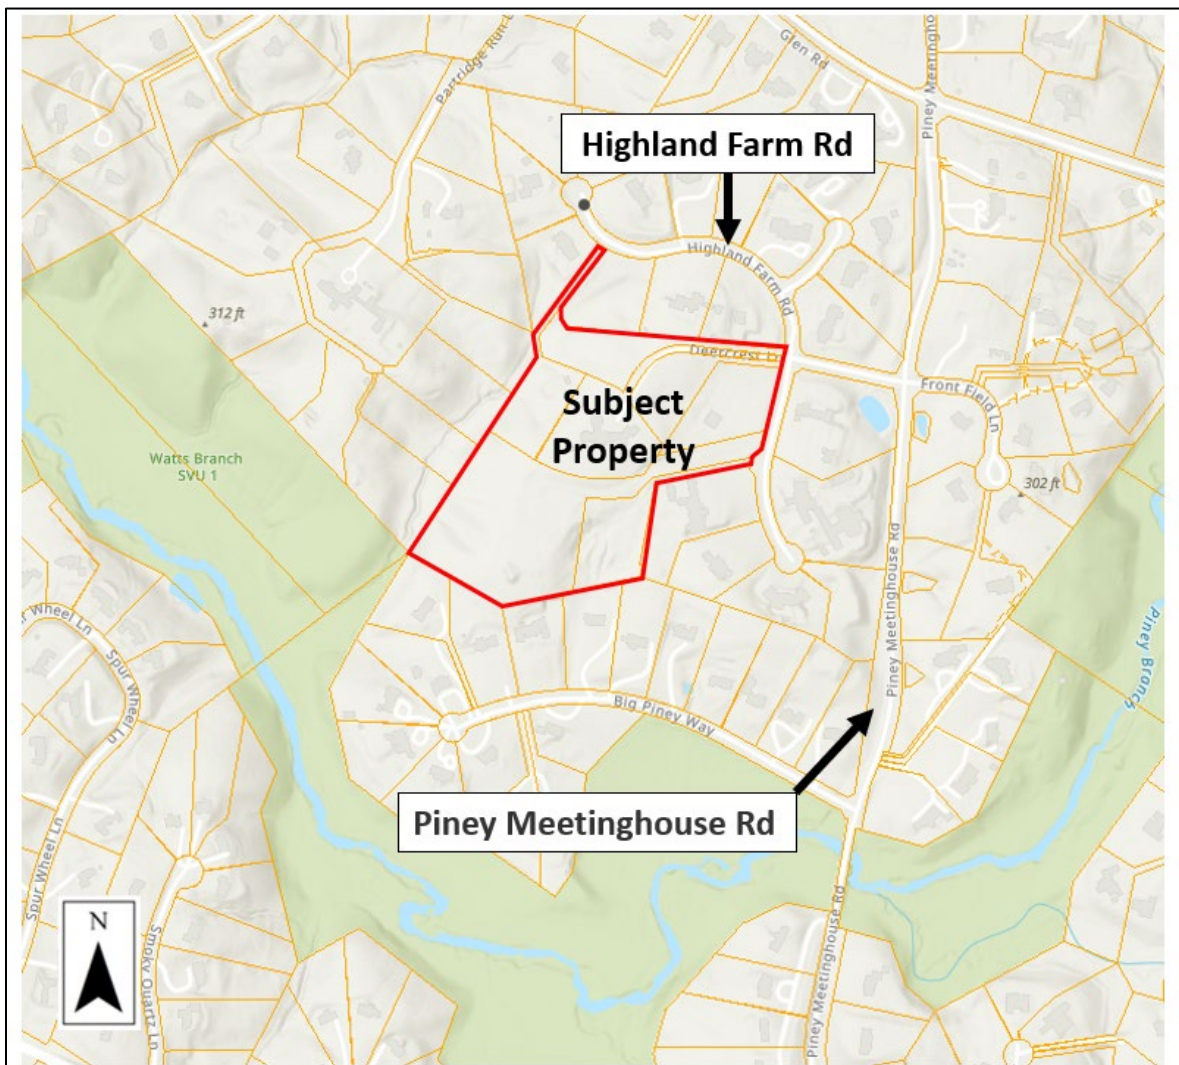 Glen Rd
Piney Meetingho
Partridge Run L
Highland Farm Rd
Highland Farm Rd
312 ft
Deercrest Ln
Subject
Property
Front Field Ln
Watts Branch
SVU 1
302 ft
Piney Meetinghouse Rd
ur Wheel Ln
Spur Wheel Ln
Piney Branch
Big Piney Way
Piney Meetinghouse Rd
Spur Wheel Ln
Piney Meetinghouse Rd
N
Smoky Quartz Ln
Piney Meetinghouse Rd